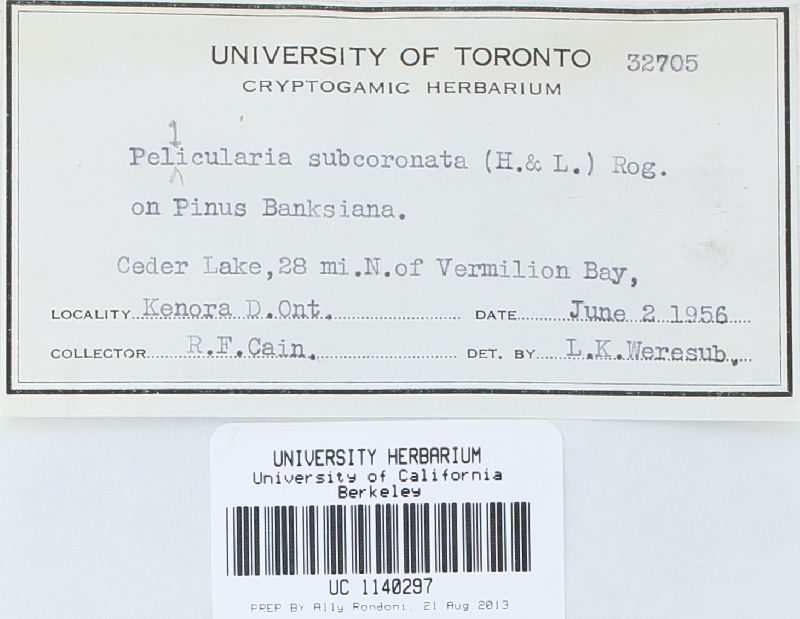 UNIVERSITY OF TORONTO 32705
CRYPTOGAMIC HERBARIUM
Pellicularia subcoronata (H.& L.) Rog.
on Pinus Banksiana.
Ceder Lake, 28 mi.N.of Vermilion Bay,
LOCALITY Kenora D.Ont. DATE June 2 1956
COLLECTOR R.F.Cain. DET. BY L.K.Weresub.
UNIVERSITY HERBARIUM
University of California
Berkeley
UC 1140297
PREP BY Ally Rondoni, 21 Aug 2013